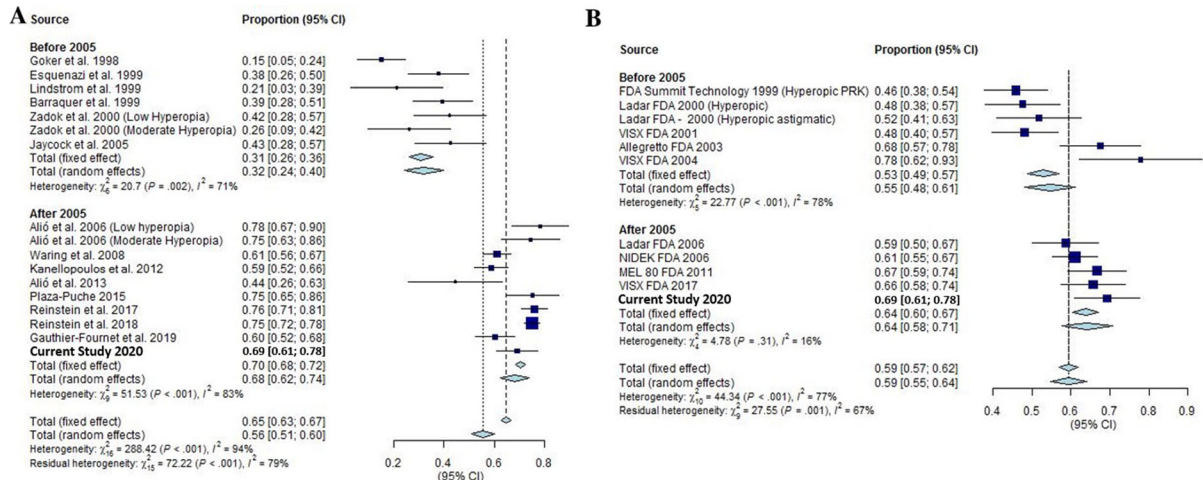 A
Source Proportion (95% CI)
Before 2005
Goker et al. 1998 0.15 [0.05; 0.24]
Esquenazi et al. 1999 0.38 [0.26; 0.50]
Lindstrom et al. 1999 0.21 [0.03; 0.39]
Barraquer et al. 1999 0.39 [0.28; 0.51]
Zadok et al. 2000 (Low Hyperopia) 0.42 [0.28; 0.57]
Zadok et al. 2000 (Moderate Hyperopia) 0.26 [0.09; 0.42]
Jaycock et al. 2005 0.43 [0.28; 0.57]
Total (fixed effect) 0.31 [0.26; 0.36]
Total (random effects) 0.32 [0.24; 0.40]
Heterogeneity: χ²₆ = 20.7 (P = .002), I² = 71%
After 2005
Alió et al. 2006 (Low hyperopia) 0.78 [0.67; 0.90]
Alió et al. 2006 (Moderate Hyperopia) 0.75 [0.63; 0.86]
Waring et al. 2008 0.61 [0.56; 0.67]
Kanellopoulos et al. 2012 0.59 [0.52; 0.66]
Alió et al. 2013 0.44 [0.26; 0.63]
Plaza-Puche 2015 0.75 [0.65; 0.86]
Reinstein et al. 2017 0.76 [0.71; 0.81]
Reinstein et al. 2018 0.75 [0.72; 0.78]
Gauthier-Fournet et al. 2019 0.60 [0.52; 0.68]
Current Study 2020 0.69 [0.61; 0.78]
Total (fixed effect) 0.70 [0.68; 0.72]
Total (random effects) 0.68 [0.62; 0.74]
Heterogeneity: χ²₉ = 51.53 (P < .001), I² = 83%
Total (fixed effect) 0.65 [0.63; 0.67]
Total (random effects) 0.56 [0.51; 0.60]
Heterogeneity: χ²₁₆ = 288.42 (P < .001), I² = 94%
Residual heterogeneity: χ²₁₅ = 72.22 (P < .001), I² = 79%
0.2 0.4 0.6 0.8
(95% CI)
B
Source Proportion (95% CI)
Before 2005
FDA Summit Technology 1999 (Hyperopic PRK) 0.46 [0.38; 0.54]
Ladar FDA 2000 (Hyperopic) 0.48 [0.38; 0.57]
Ladar FDA - 2000 (Hyperopic astigmatic) 0.52 [0.41; 0.63]
VISX FDA 2001 0.48 [0.40; 0.57]
Allegretto FDA 2003 0.68 [0.57; 0.78]
VISX FDA 2004 0.78 [0.62; 0.93]
Total (fixed effect) 0.53 [0.49; 0.57]
Total (random effects) 0.55 [0.48; 0.61]
Heterogeneity: χ²₅ = 22.77 (P < .001), I² = 78%
After 2005
Ladar FDA 2006 0.59 [0.50; 0.67]
NIDEK FDA 2006 0.61 [0.55; 0.67]
MEL 80 FDA 2011 0.67 [0.59; 0.74]
VISX FDA 2017 0.66 [0.58; 0.74]
Current Study 2020 0.69 [0.61; 0.78]
Total (fixed effect) 0.64 [0.60; 0.67]
Total (random effects) 0.64 [0.58; 0.71]
Heterogeneity: χ²₄ = 4.78 (P = .31), I² = 16%
Total (fixed effect) 0.59 [0.57; 0.62]
Total (random effects) 0.59 [0.55; 0.64]
Heterogeneity: χ²₁₀ = 44.34 (P < .001), I² = 77%
Residual heterogeneity: χ²₉ = 27.55 (P = .001), I² = 67%
0.4 0.5 0.6 0.7 0.8 0.9
(95% CI)